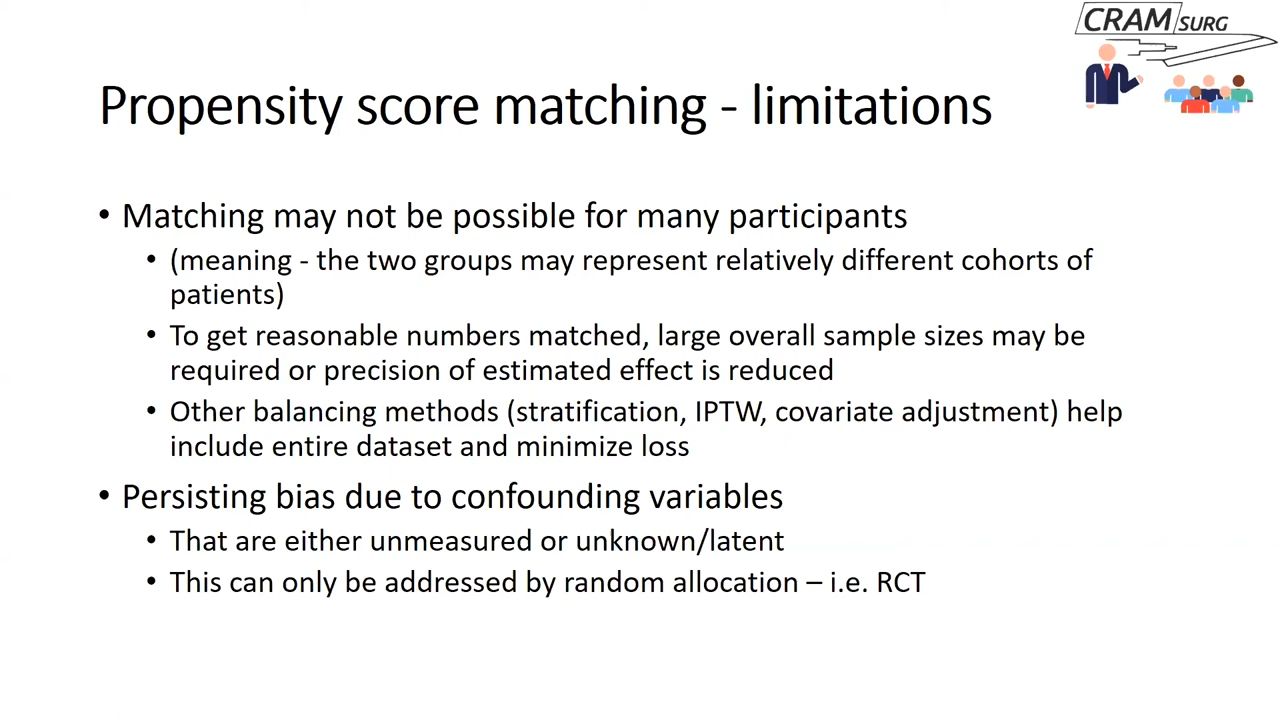 CRAM SURG
Propensity score matching - limitations
• Matching may not be possible for many participants
• (meaning - the two groups may represent relatively different cohorts of
patients)
• To get reasonable numbers matched, large overall sample sizes may be
required or precision of estimated effect is reduced
• Other balancing methods (stratification, IPTW, covariate adjustment) help
include entire dataset and minimize loss
• Persisting bias due to confounding variables
• That are either unmeasured or unknown/latent
• This can only be addressed by random allocation – i.e. RCT